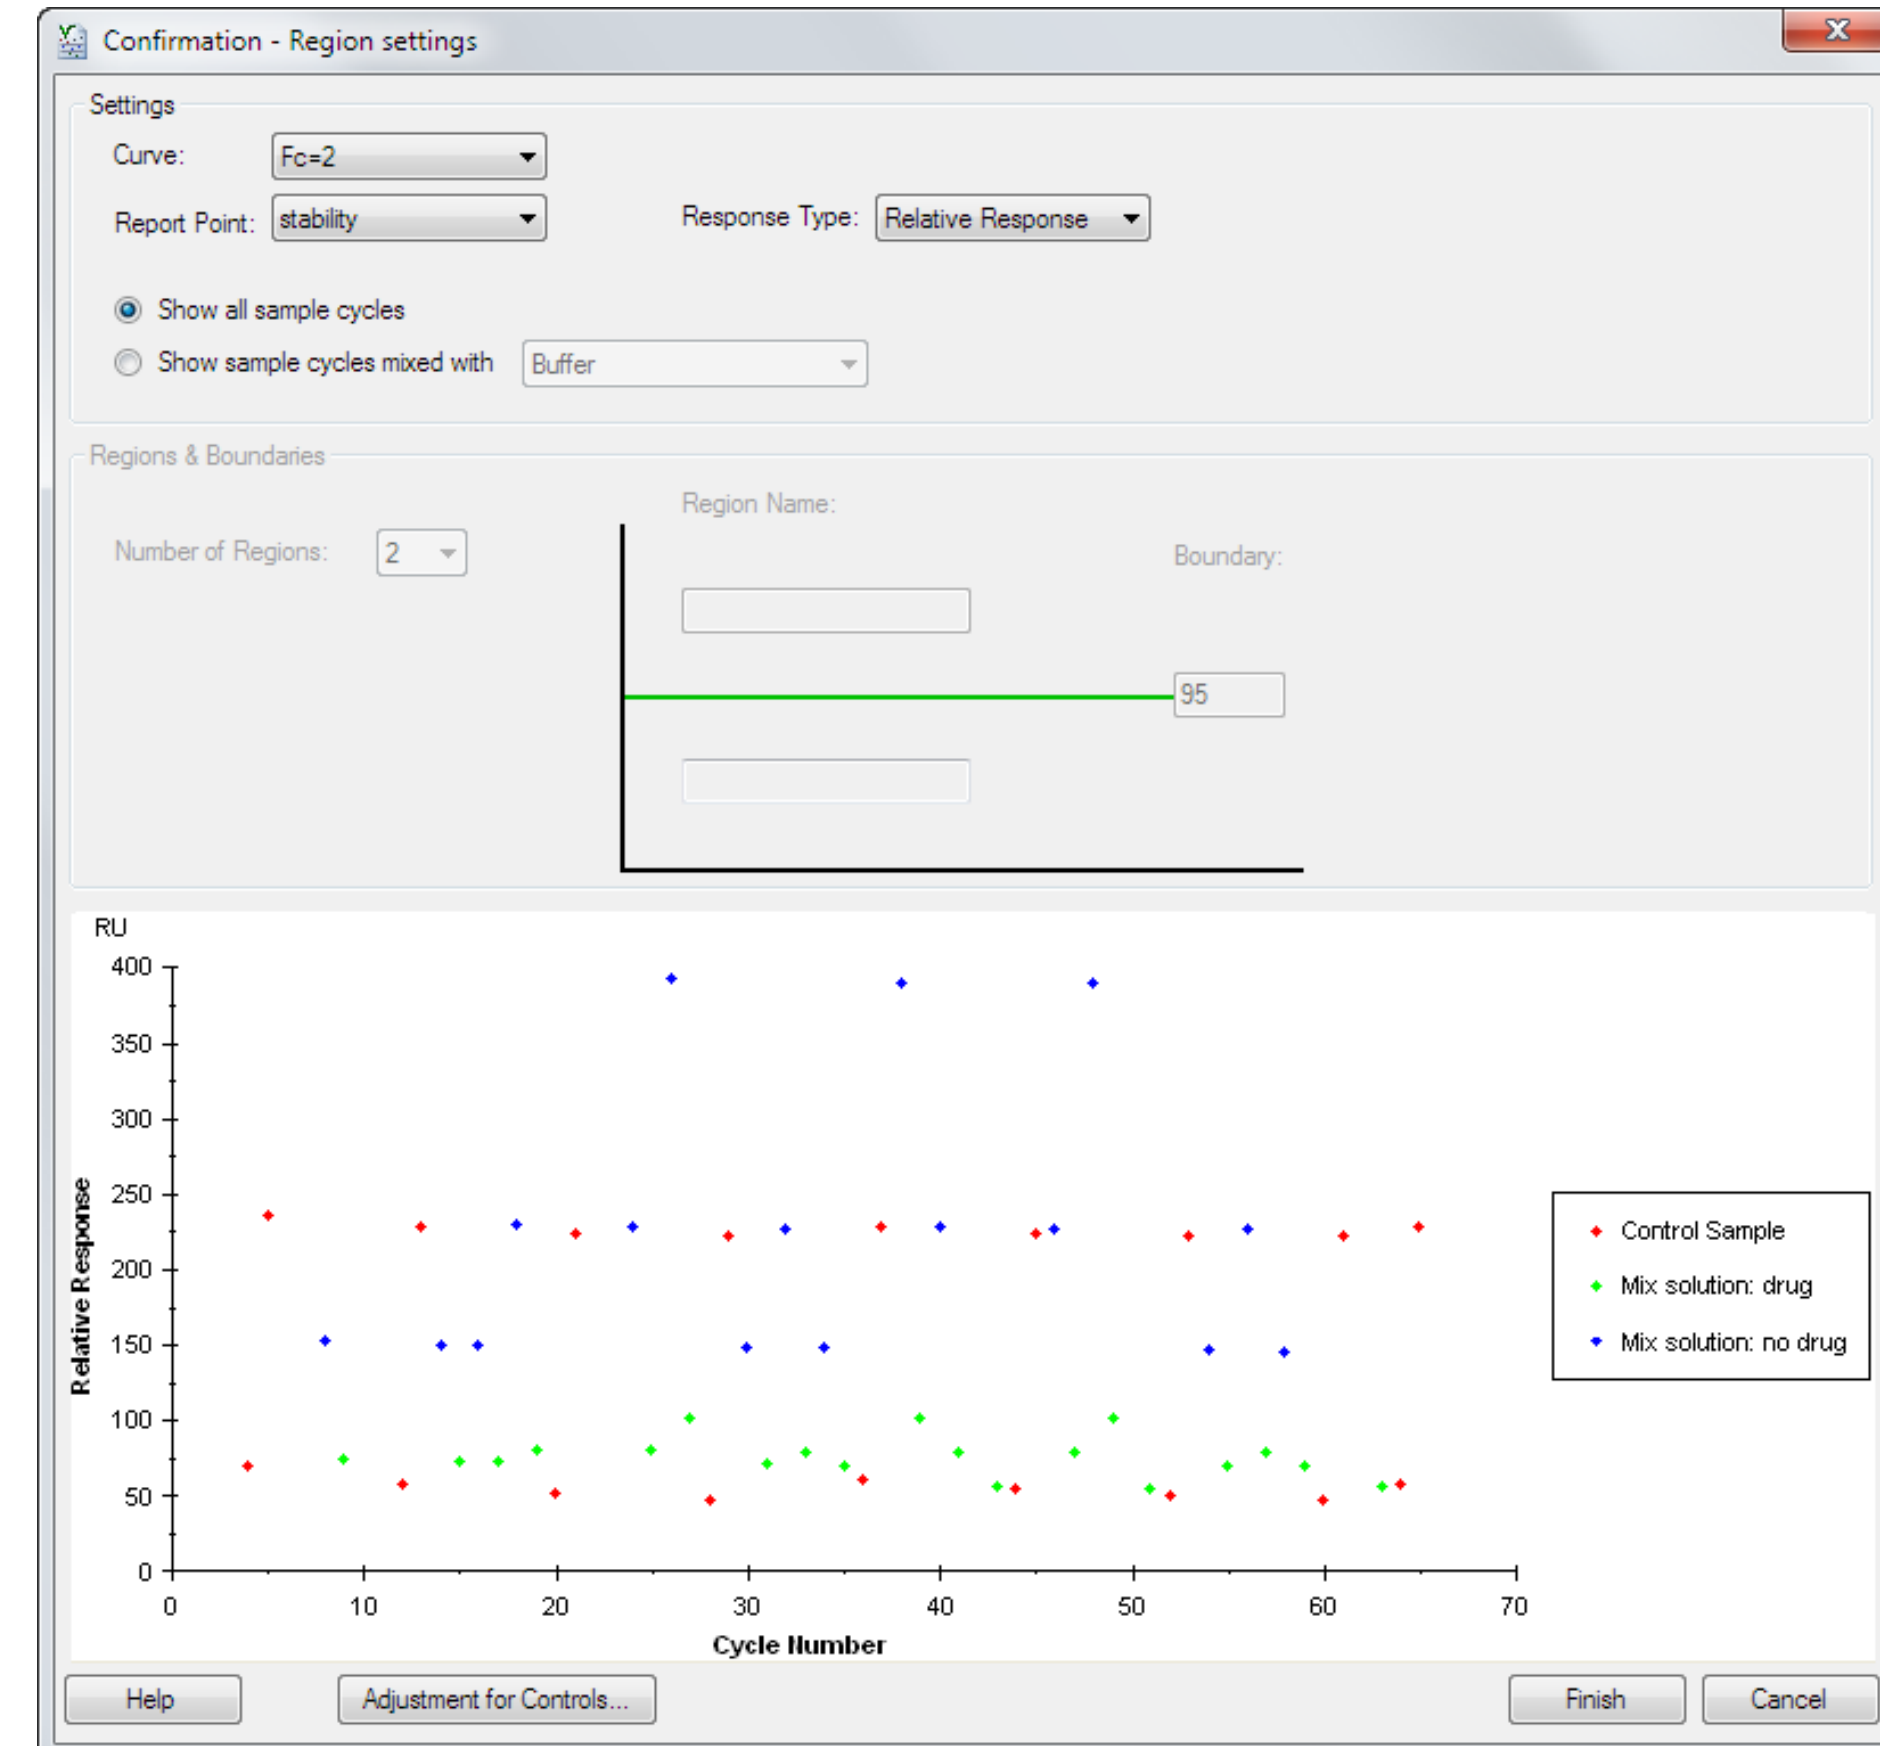 Confirmation - Region settings
Settings
Curve: Fc=2
Report Point: stability Response Type: Relative Response
Show all sample cycles
Show sample cycles mixed with Buffer
Regions & Boundaries
Region Name:
Number of Regions: 2 Boundary:
95
RU
400
350
300
250
200
150
100
50
0
Relative Response
0 10 20 30 40 50 60 70
Cycle Number
Control Sample
Mix solution: drug
Mix solution: no drug
Help Adjustment for Controls... Finish Cancel